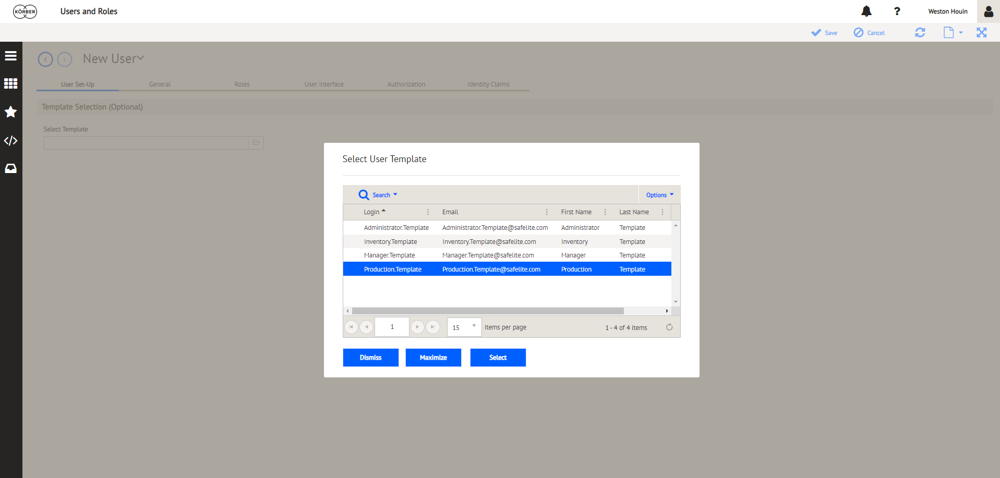 KÖRBER
Users and Roles
?
Weston Houin
Save
Cancel
New User
User Set-Up
General
Roles
User Interface
Authorization
Identity Claims
Template Selection (Optional)
Select Template
Select User Template
Search
Options
Login Email First Name Last Name
Administrator.Template Administrator.Template@safelite.com Administrator Template
Inventory.Template Inventory.Template@safelite.com Inventory Template
Manager.Template Manager.Template@safelite.com Manager Template
Production.Template Production.Template@safelite.com Production Template
1 15 items per page 1 - 4 of 4 items
Dismiss
Maximize
Select